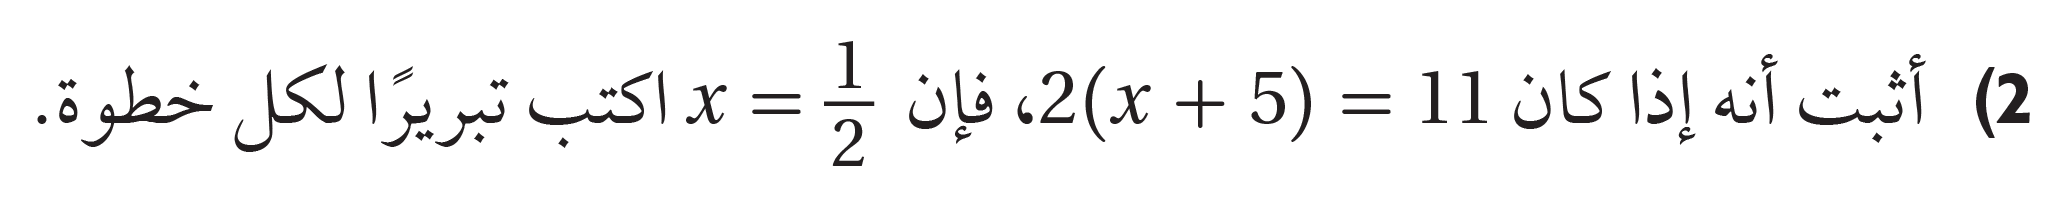 (2 أثبت أنه إذا كان 2(x + 5) = 11، فإن x = 1/2 اكتب تبريرًا لكل خطوة.